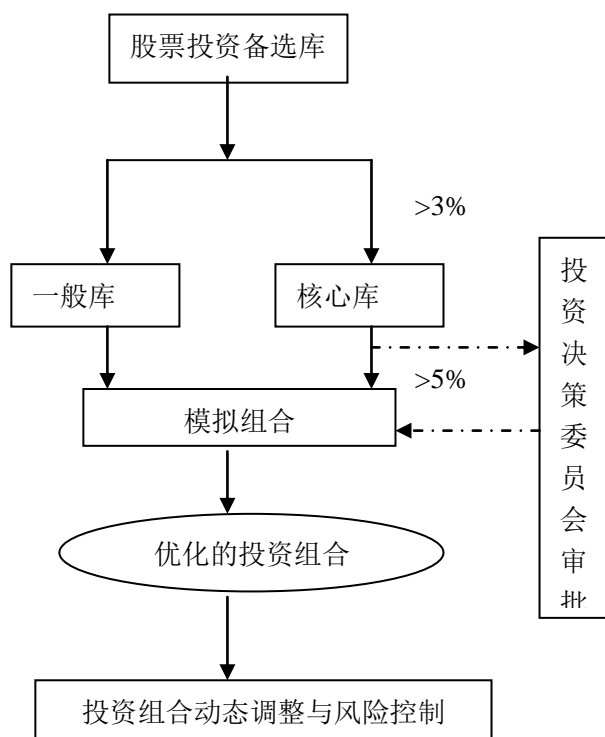 股票投资备选库
>3%
一般库
核心库
>5%
模拟组合
投资决策委员会审批
优化的投资组合
投资组合动态调整与风险控制